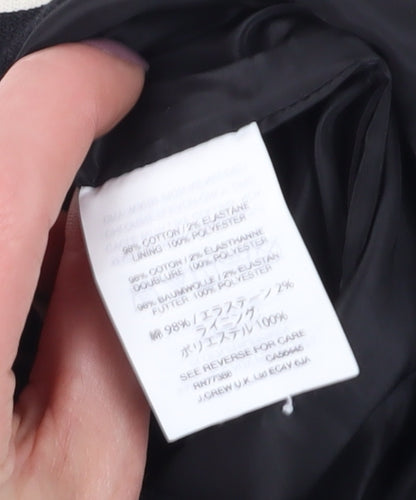 98% COTTON / 2% ELASTANE
LINING 100% POLYESTER
98% COTON / 2% ELASTHANNE
DOUBLURE 100% POLYESTER
98% BAUMWOLLE / 2% ELASTAN
FUTTER 100% POLYESTER
綿 98% / エラステーン 2%
ライニング
ポリエステル 100%
SEE REVERSE FOR CARE
RN77388 CA50645
J.CREW U.K. Ltd EC4Y 0JA